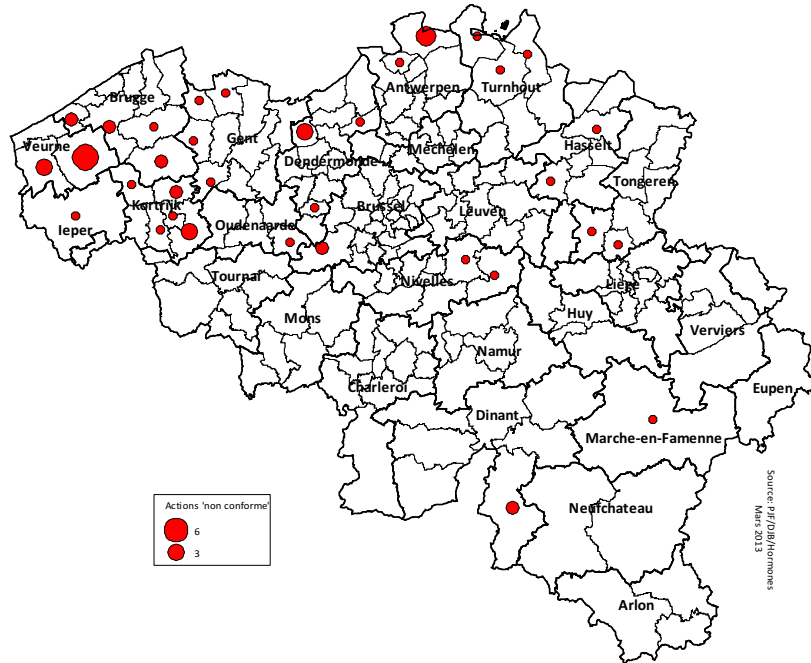 Brugge
Antwerpen
Turnhout
Gent
Veurne
Mechelen
Hasselt
Dendermonde
Tongeren
Kortrijk
Brussel
Leuven
Ieper
Oudenaarde
Tournai
Nivelles
Liège
Mons
Huy
Verviers
Namur
Charleroi
Eupen
Dinant
Marche-en-Famenne
Neufchateau
Arlon
Actions 'non conforme'
6
3
Source: PJF/DJB/Hormones
Mars 2013